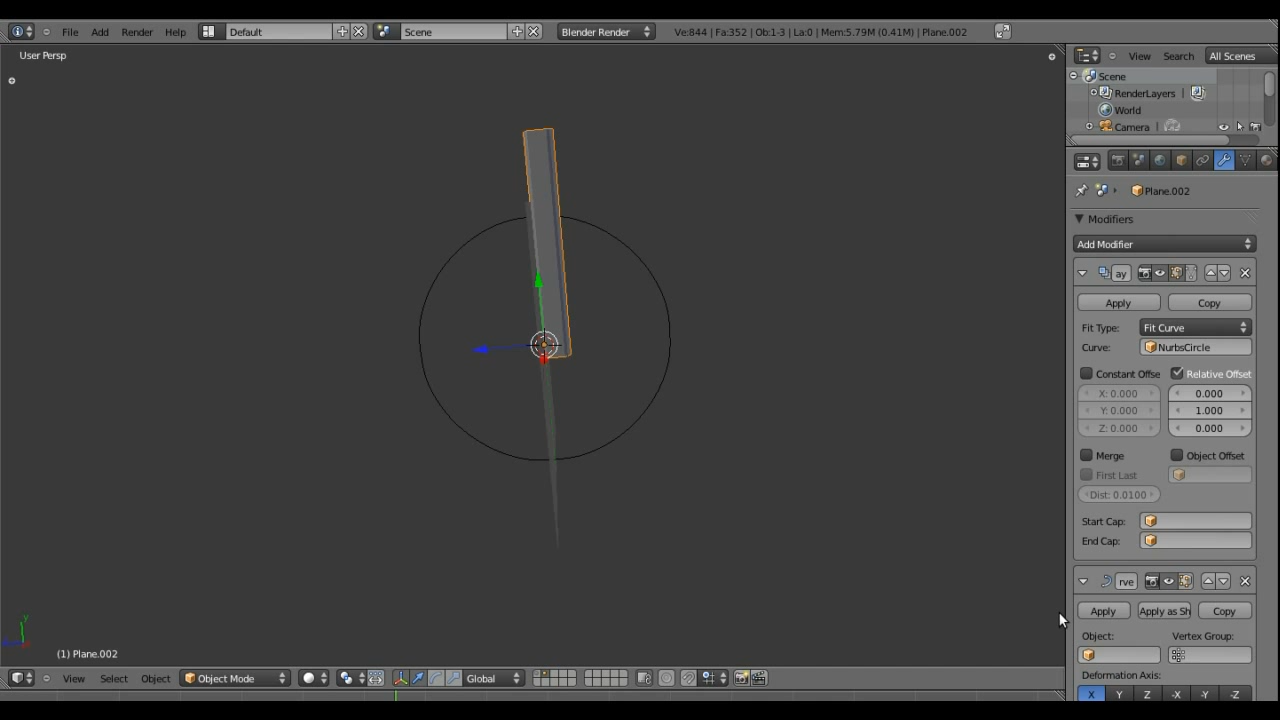 File Add Render Help Default Scene Blender Render Ve:844 | Fa:352 | Ob:1-3 | La:0 | Mem:5.79M (0.41M) | Plane.002
User Persp
View Search All Scenes
Scene
RenderLayers |
World
Camera |
Plane.002
Modifiers
Add Modifier
ay
Apply Copy
Fit Type: Fit Curve
Curve: NurbsCircle
Constant Offse Relative Offset
X: 0.000 0.000
Y: 0.000 1.000
Z: 0.000 0.000
Merge Object Offset
First Last
Dist: 0.0100
Start Cap:
End Cap:
rve
Apply Apply as Sh Copy
Object: Vertex Group:
Deformation Axis:
X Y Z -X -Y -Z
y
(1) Plane.002
View Select Object Object Mode Global